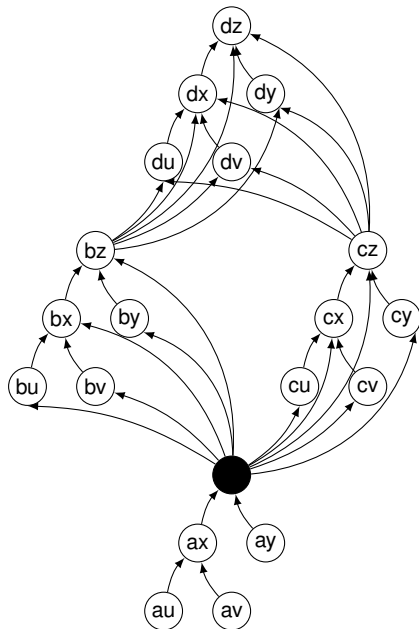 dz
dx dy
du dv
bz cz
bx by cx cy
bu bv cu cv
ax ay
au av